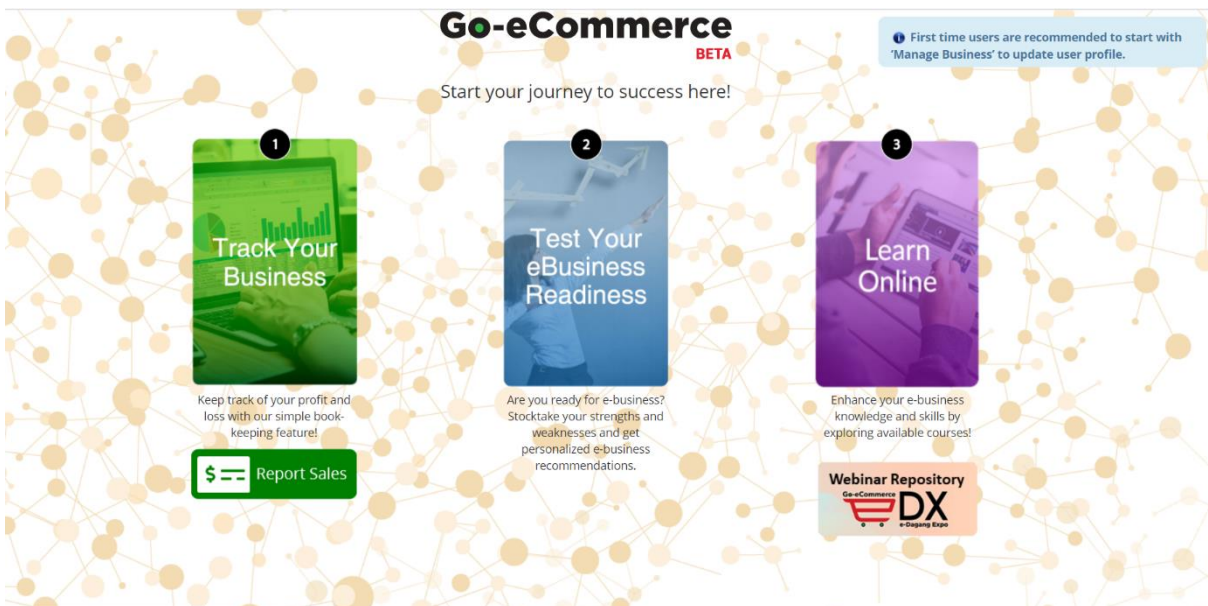 Go-eCommerce
BETA
First time users are recommended to start with
'Manage Business' to update user profile.
Start your journey to success here!
1
Track Your
Business
Keep track of your profit and
loss with our simple book-
keeping feature!
$ Report Sales
2
Test Your
eBusiness
Readiness
Are you ready for e-business?
Stocktake your strengths and
weaknesses and get
personalized e-business
recommendations.
3
Learn
Online
Enhance your e-business
knowledge and skills by
exploring available courses!
Webinar Repository
Go-eCommerce
EDX
e-Dagang Expo